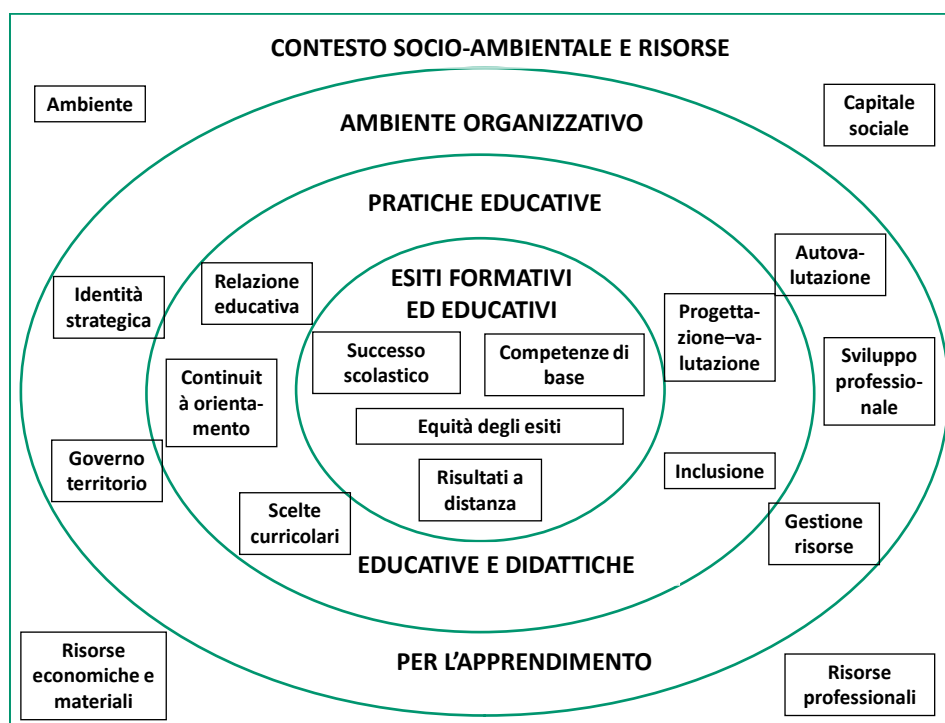 CONTESTO SOCIO-AMBIENTALE E RISORSE
Ambiente
Capitale
sociale
AMBIENTE ORGANIZZATIVO
PRATICHE EDUCATIVE
Autova-
lutazione
ESITI FORMATIVI
ED EDUCATIVI
Identità
strategica
Relazione
educativa
Progetta-
zione–va-
lutazione
Successo
scolastico
Competenze di
base
Sviluppo
professio-
nale
Continuit
à orienta-
mento
Equità degli esiti
Governo
territorio
Risultati a
distanza
Inclusione
Scelte
curricolari
Gestione
risorse
EDUCATIVE E DIDATTICHE
Risorse
economiche e
materiali
PER L'APPRENDIMENTO
Risorse
professionali